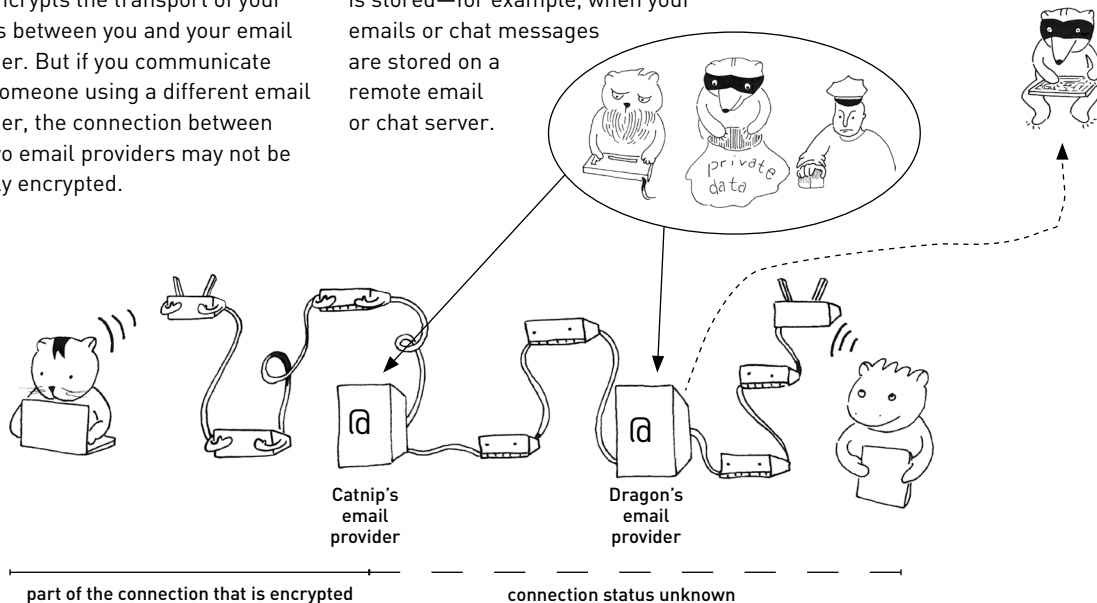 crypts the transport of your
s between you and your email
er. But if you communicate
omeone using a different email
er, the connection between
wo email providers may not be
ly encrypted.
is stored—for example, when your
emails or chat messages
are stored on a
remote email
or chat server.
private
data
@
@
Catnip’s
email
provider
Dragon’s
email
provider
part of the connection that is encrypted
connection status unknown